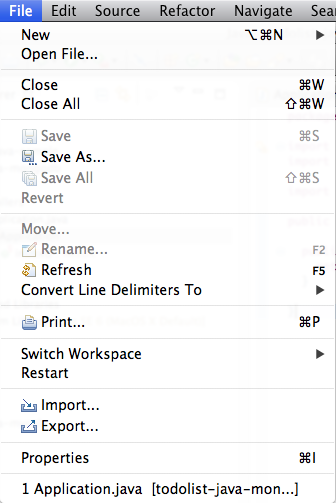 File Edit Source Refactor Navigate Sea
New ⌥⌘N ▶
Open File...
Close ⌘W
Close All ⇧⌘W
Save ⌘S
Save As...
Save All ⇧⌘S
Revert
Move...
Rename... F2
Refresh F5
Convert Line Delimiters To ▶
Print... ⌘P
Switch Workspace ▶
Restart
Import...
Export...
Properties ⌘I
1 Application.java [todolist-java-mon...]